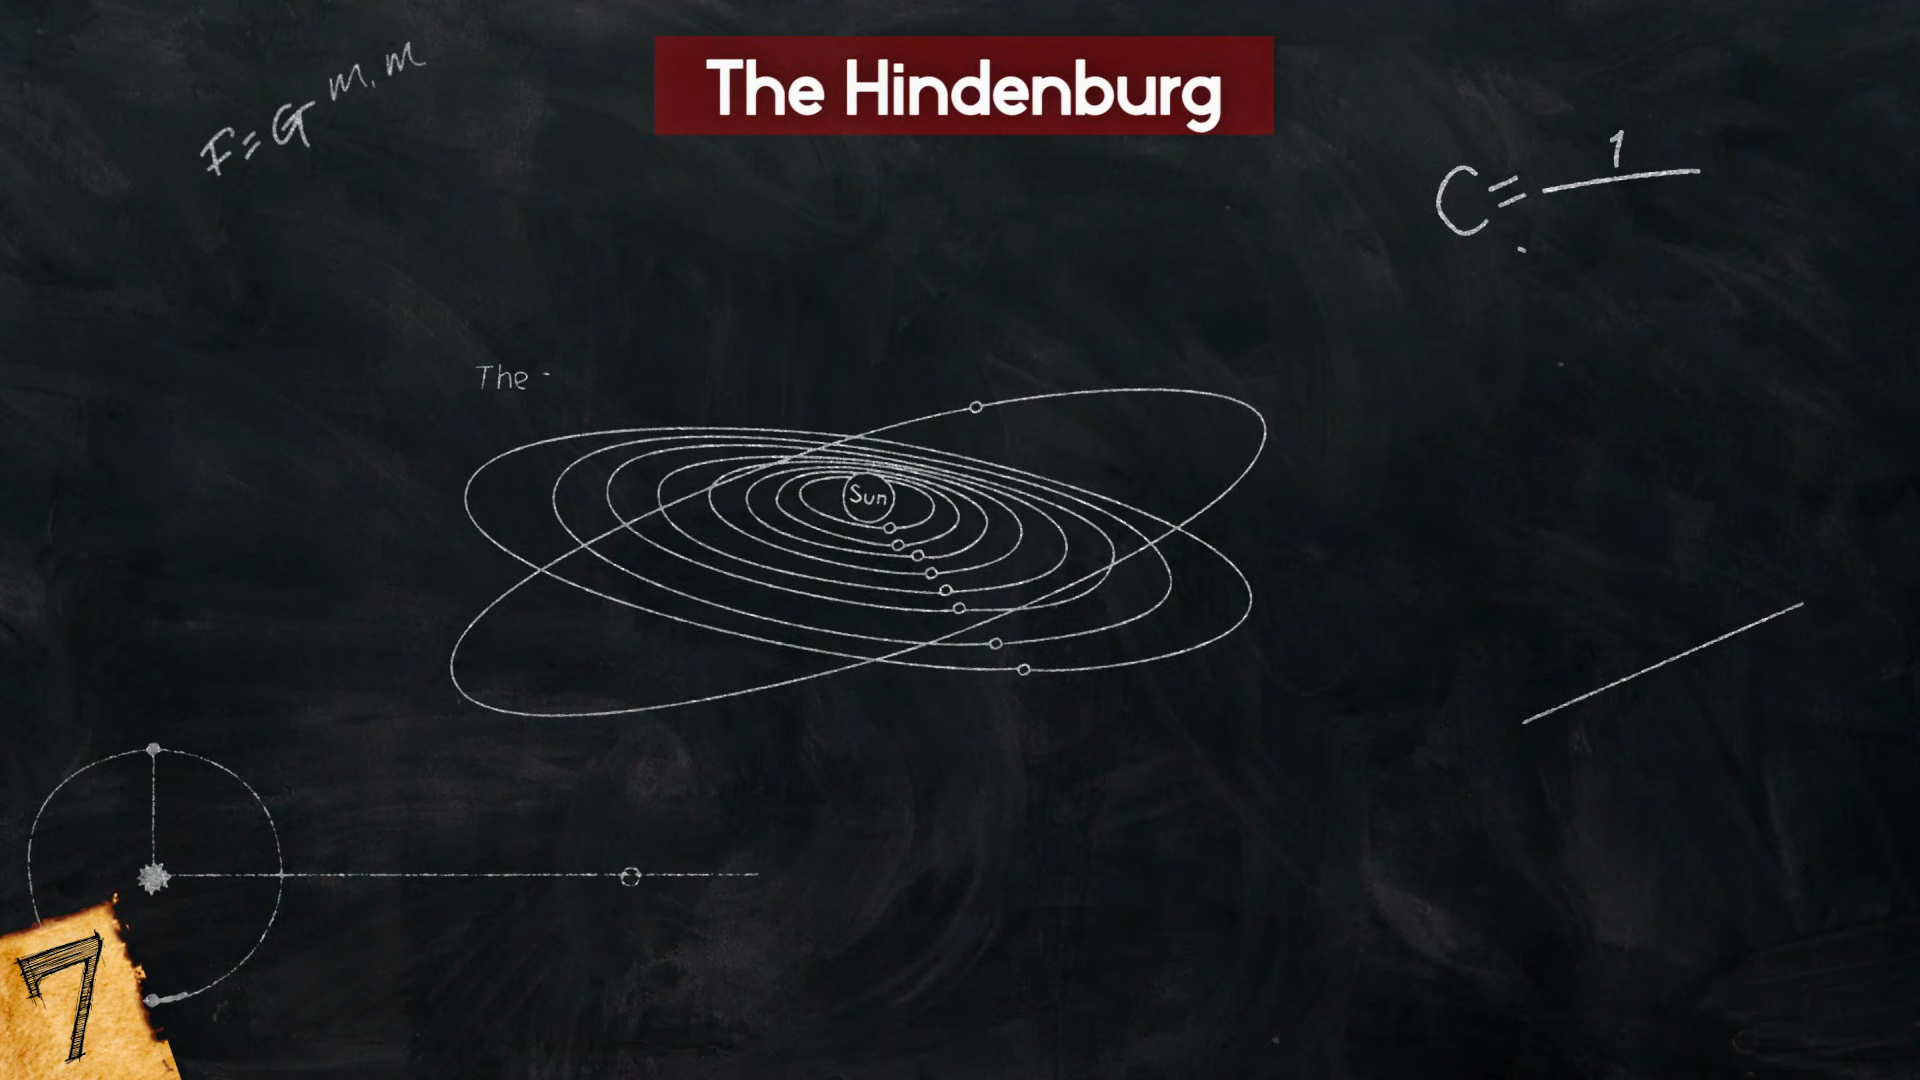 The Hindenburg
F=G m, m
C= 1
The -
Sun
7